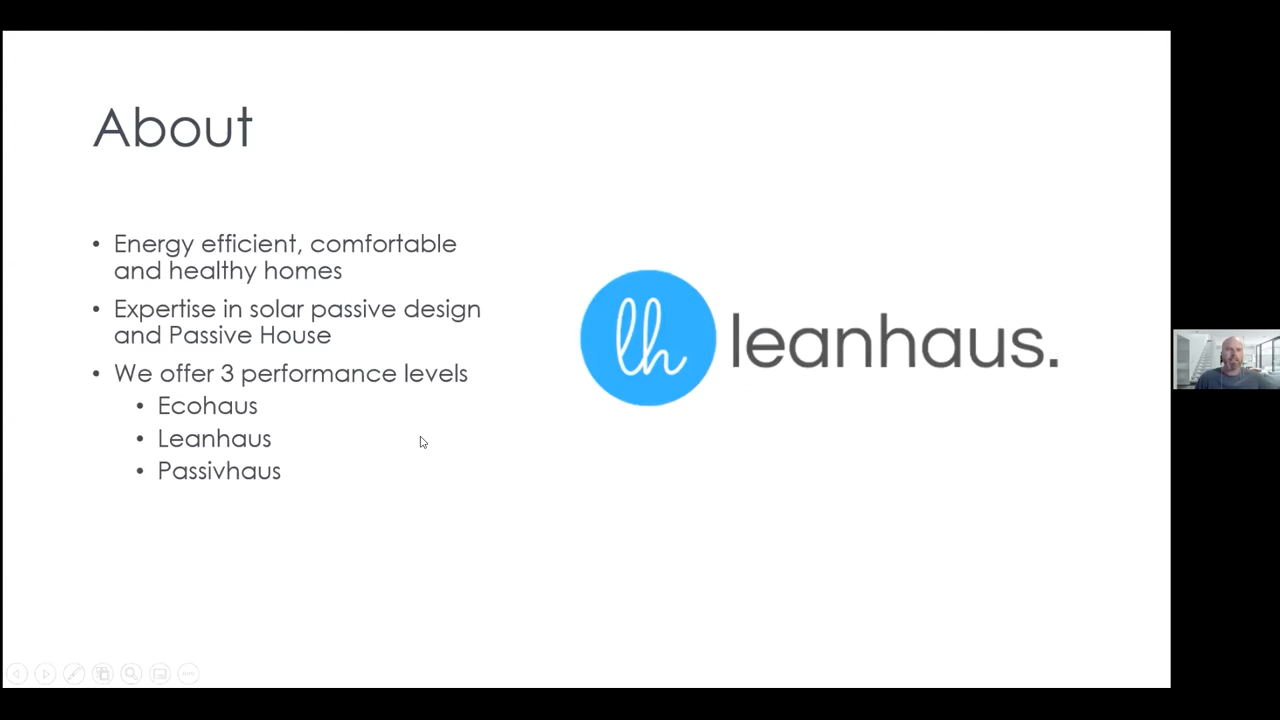 About
• Energy efficient, comfortable
and healthy homes
• Expertise in solar passive design
and Passive House
• We offer 3 performance levels
• Ecohaus
• Leanhaus
• Passivhaus
lh leanhaus.